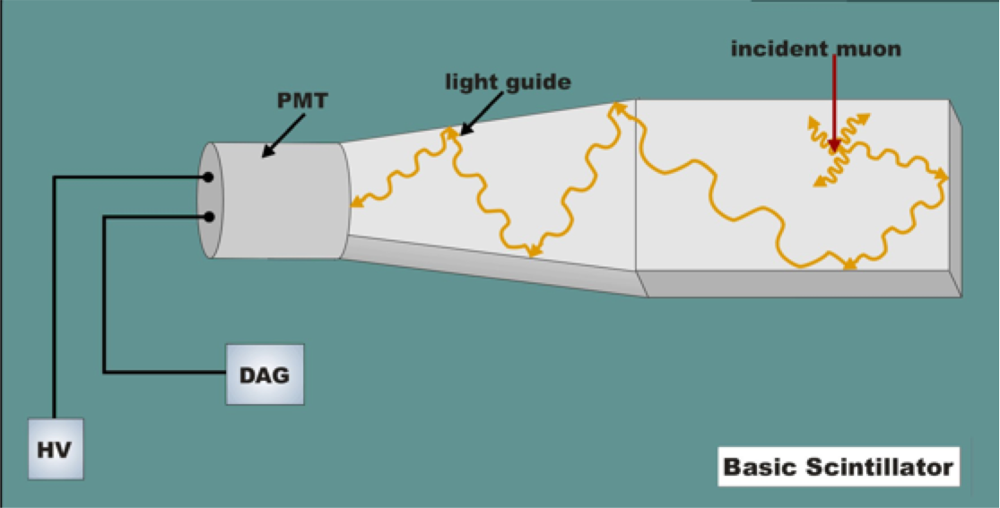 incident muon
light guide
PMT
DAG
HV
Basic Scintillator